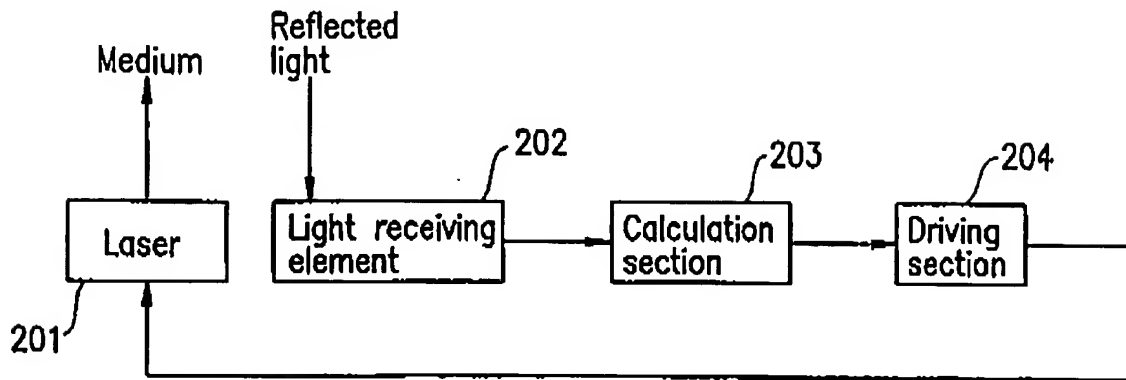 Medium
Reflected
light
202
203
204
Laser
Light receiving
element
Calculation
section
Driving
section
201